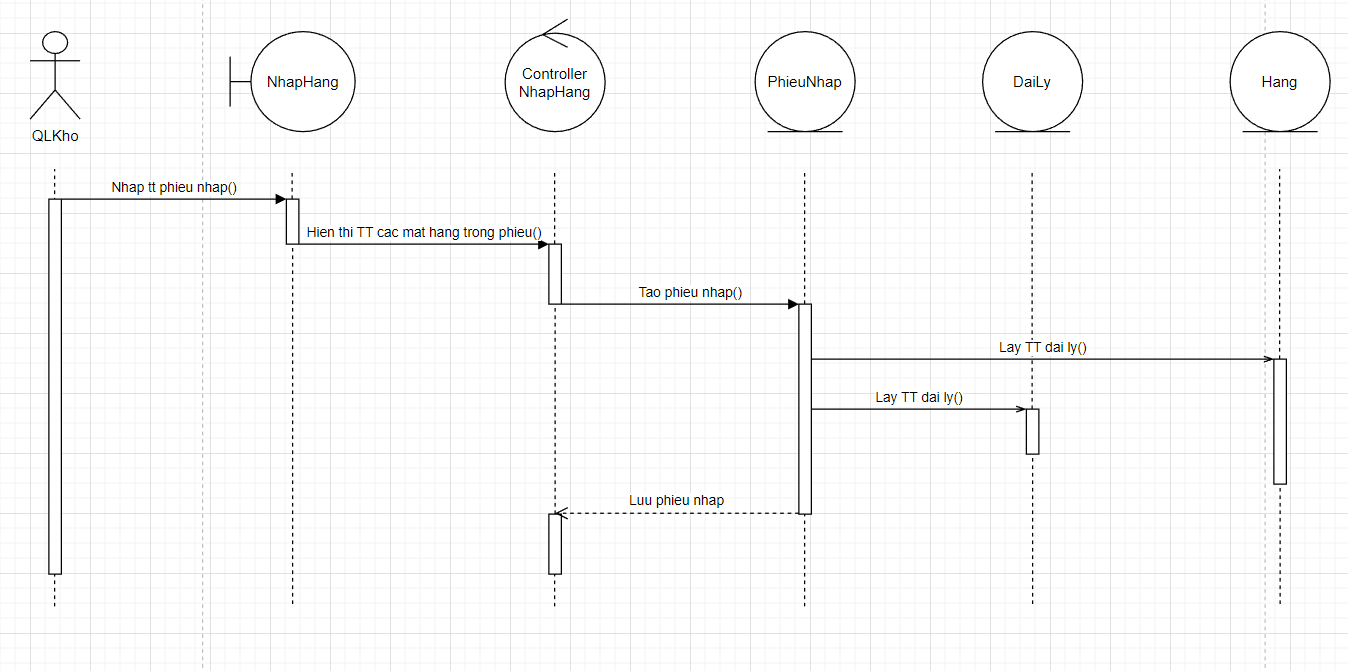 NhapHang
Controller
NhapHang
PhieuNhap
DaiLy
Hang
QLKho
Nhap tt phieu nhap()
Hien thi TT cac mat hang trong phieu()
Tao phieu nhap()
Lay TT dai ly()
Lay TT dai ly()
Luu phieu nhap